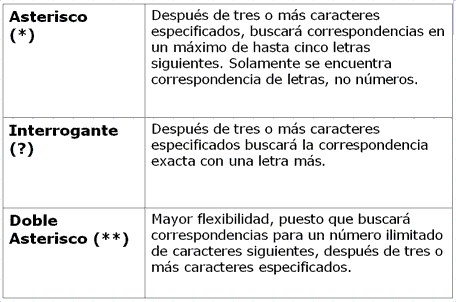 Asterisco
(*)
Después de tres o más caracteres
especificados, buscará correspondencias en
un máximo de hasta cinco letras
siguientes. Solamente se encuentra
correspondencia de letras, no números.
Interrogante
(?)
Después de tres o más caracteres
especificados buscará la correspondencia
exacta con una letra más.
Doble
Asterisco (**)
Mayor flexibilidad, puesto que buscará
correspondencias para un número ilimitado
de caracteres siguientes, después de tres o
más caracteres especificados.